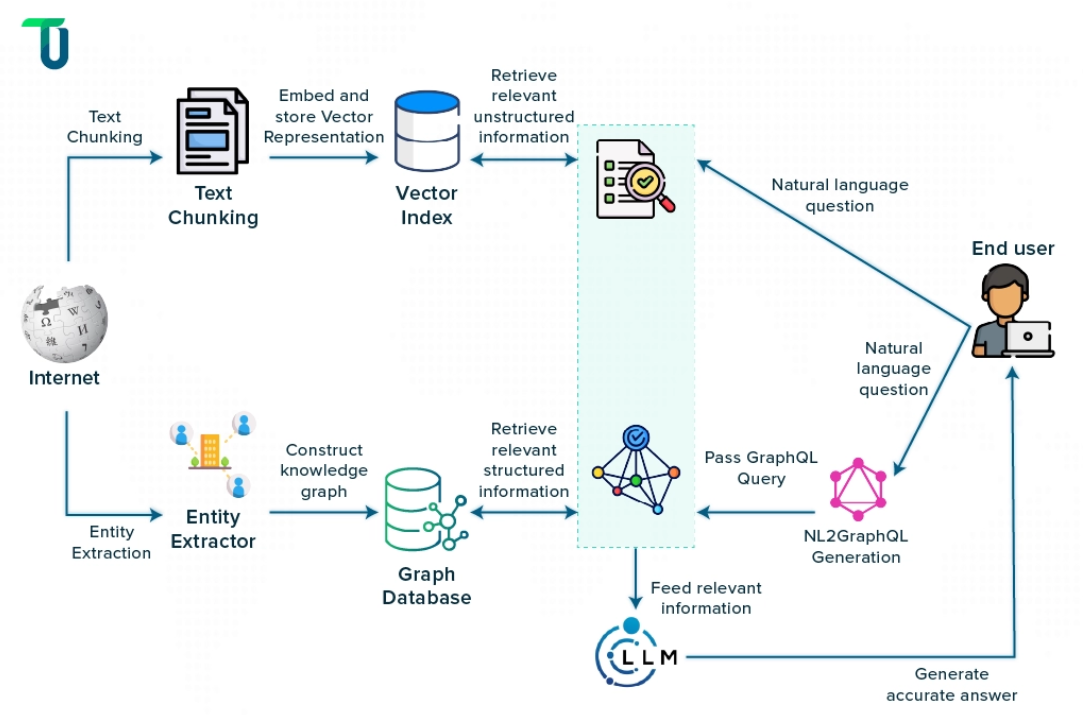 TU
Text
Chunking
Embed and
store Vector
Representation
Retrieve
relevant
unstructured
information
Text
Chunking
Vector
Index
Natural language
question
End user
Internet
Ω
W
И
維
Natural
language
question
Entity
Extraction
Entity
Extractor
Construct
knowledge
graph
Graph
Database
Retrieve
relevant
structured
information
Pass GraphQL
Query
NL2GraphQL
Generation
Feed relevant
information
LLM
Generate
accurate answer